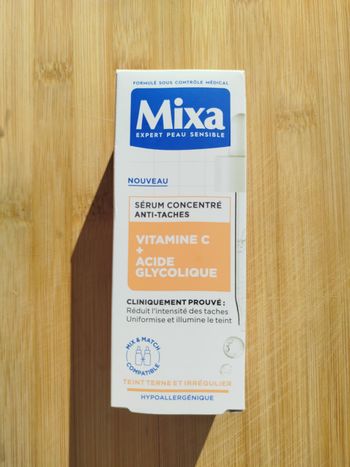 FORMULÉ SOUS CONTRÔLE MÉDICAL
Mixa
EXPERT PEAU SENSIBLE
NOUVEAU
SÉRUM CONCENTRÉ
ANTI-TACHES
VITAMINE C
+
ACIDE
GLYCOLIQUE
CLINIQUEMENT PROUVÉ :
Réduit l'intensité des taches
Uniformise et illumine le teint
MIX & MATCH
COMPATIBLE
TEINT TERNE ET IRRÉGULIER
HYPOALLERGÉNIQUE